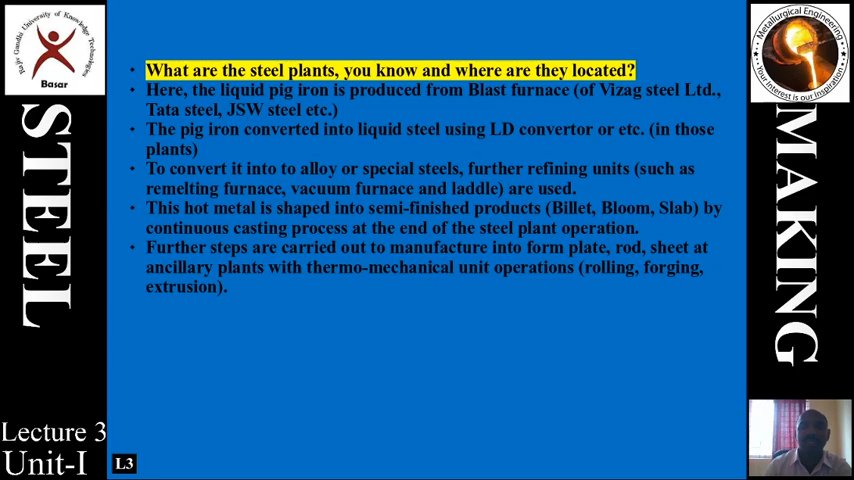 Rajiv Gandhi University of Knowledge Technologies
Basar
STEEL
Lecture 3
Unit-I
• What are the steel plants, you know and where are they located?
• Here, the liquid pig iron is produced from Blast furnace (of Vizag steel Ltd.,
Tata steel, JSW steel etc.)
• The pig iron converted into liquid steel using LD convertor or etc. (in those
plants)
• To convert it into to alloy or special steels, further refining units (such as
remelting furnace, vacuum furnace and laddle) are used.
• This hot metal is shaped into semi-finished products (Billet, Bloom, Slab) by
continuous casting process at the end of the steel plant operation.
• Further steps are carried out to manufacture into form plate, rod, sheet at
ancillary plants with thermo-mechanical unit operations (rolling, forging,
extrusion).
L3
Metallurgical Engineering
Your Interest is our Inspiration
MAKING